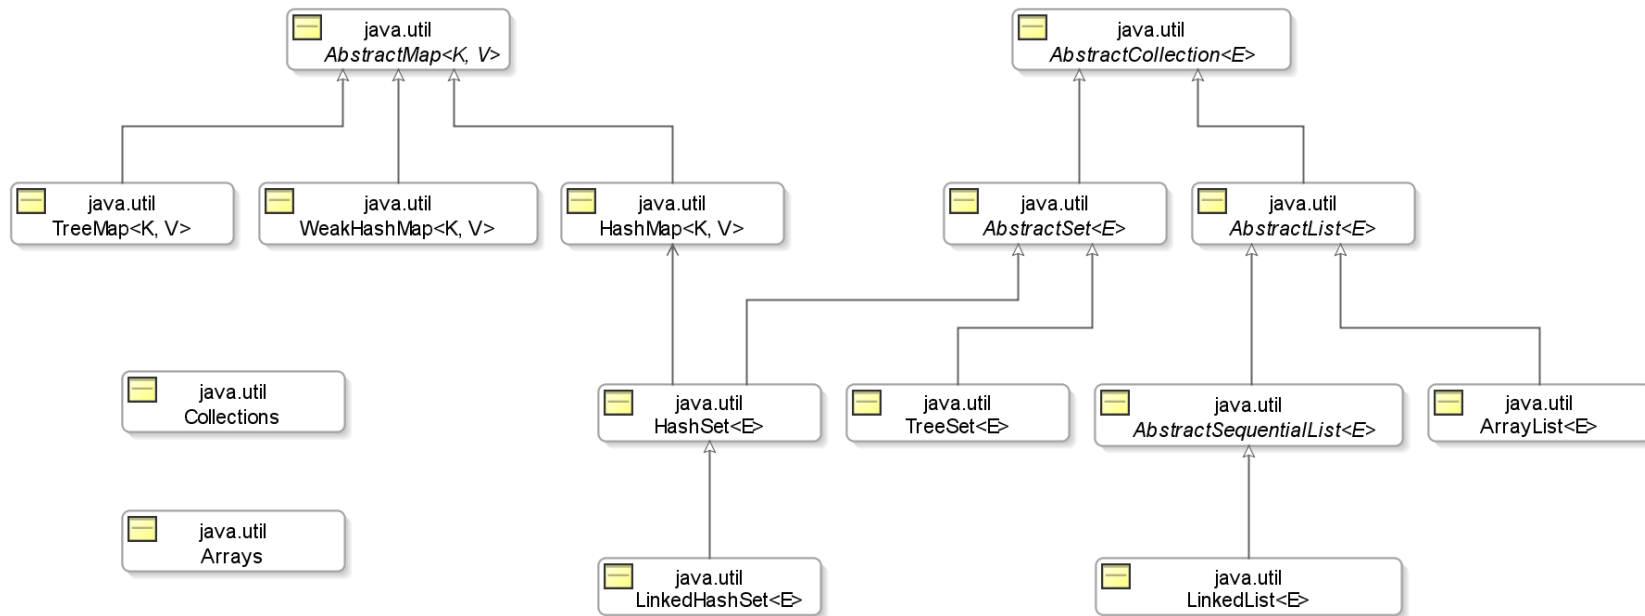 java.util
AbstractMap<K, V>
java.util
AbstractCollection<E>
java.util
TreeMap<K, V>
java.util
WeakHashMap<K, V>
java.util
HashMap<K, V>
java.util
AbstractSet<E>
java.util
AbstractList<E>
java.util
Collections
java.util
HashSet<E>
java.util
TreeSet<E>
java.util
AbstractSequentialList<E>
java.util
ArrayList<E>
java.util
Arrays
java.util
LinkedHashSet<E>
java.util
LinkedList<E>